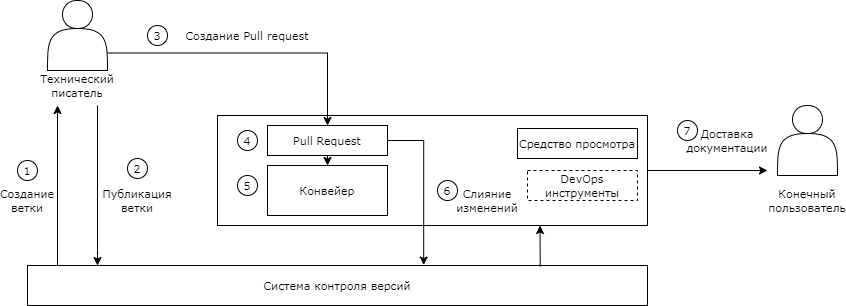 3
Создание Pull request
Технический
писатель
1
Создание
ветки
2
Публикация
ветки
4
Pull Request
5
Конвейер
6
Слияние
изменений
Средство просмотра
DevOps
инструменты
7
Доставка
документации
Конечный
пользователь
Система контроля версий